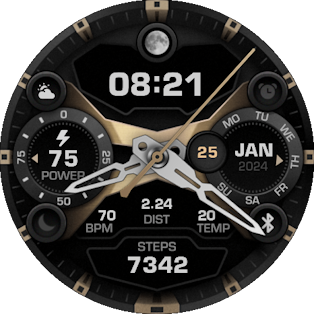 08:21
0
25
50
75
75
POWER
25
MO
TU
WE
TH
FR
SA
SU
JAN
2024
70
BPM
2.24
DIST
20
TEMP
STEPS
7342